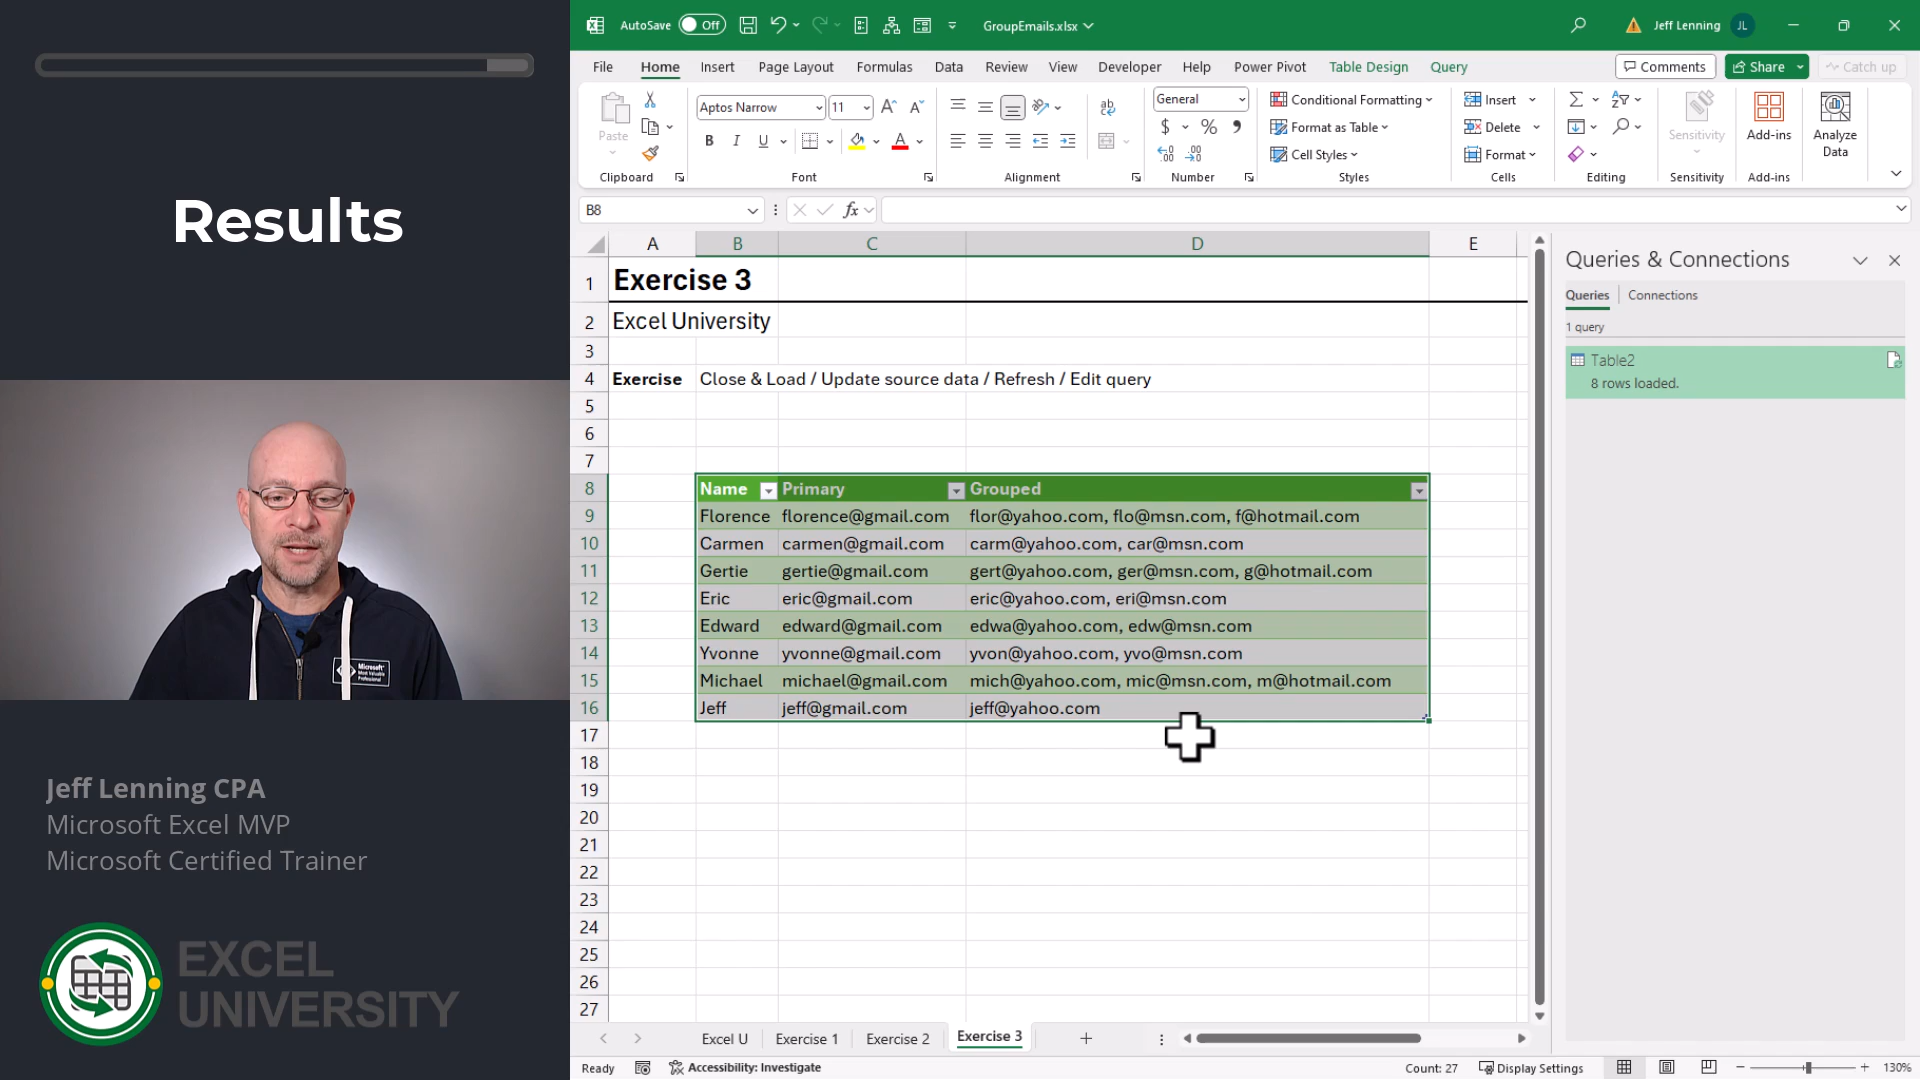 Results
Jeff Lenning CPA
Microsoft Excel MVP
Microsoft Certified Trainer
EXCEL
UNIVERSITY
Microsoft
Most Valuable
Professional
AutoSave Off GroupEmails.xlsx Jeff Lenning JL
File Home Insert Page Layout Formulas Data Review View Developer Help Power Pivot Table Design Query Comments Share Catch up
Paste
Clipboard
Aptos Narrow 11
B I U
Font
Alignment
General
$ % ,
Number
Conditional Formatting
Format as Table
Cell Styles
Styles
Insert
Delete
Format
Cells
Editing
Sensitivity
Sensitivity
Add-ins
Add-ins
Analyze
Data
B8 fx
A B C D E
1 Exercise 3
2 Excel University
3
4 Exercise Close & Load / Update source data / Refresh / Edit query
5
6
7
8 Name Primary Grouped
9 Florence florence@gmail.com flor@yahoo.com, flo@msn.com, f@hotmail.com
10 Carmen carmen@gmail.com carm@yahoo.com, car@msn.com
11 Gertie gertie@gmail.com gert@yahoo.com, ger@msn.com, g@hotmail.com
12 Eric eric@gmail.com eric@yahoo.com, eri@msn.com
13 Edward edward@gmail.com edwa@yahoo.com, edw@msn.com
14 Yvonne yvonne@gmail.com yvon@yahoo.com, yvo@msn.com
15 Michael michael@gmail.com mich@yahoo.com, mic@msn.com, m@hotmail.com
16 Jeff jeff@gmail.com jeff@yahoo.com
17
18
19
20
21
22
23
24
25
26
27
Queries & Connections
Queries Connections
1 query
Table2
8 rows loaded.
Excel U Exercise 1 Exercise 2 Exercise 3
Ready Accessibility: Investigate Count: 27 Display Settings 130%